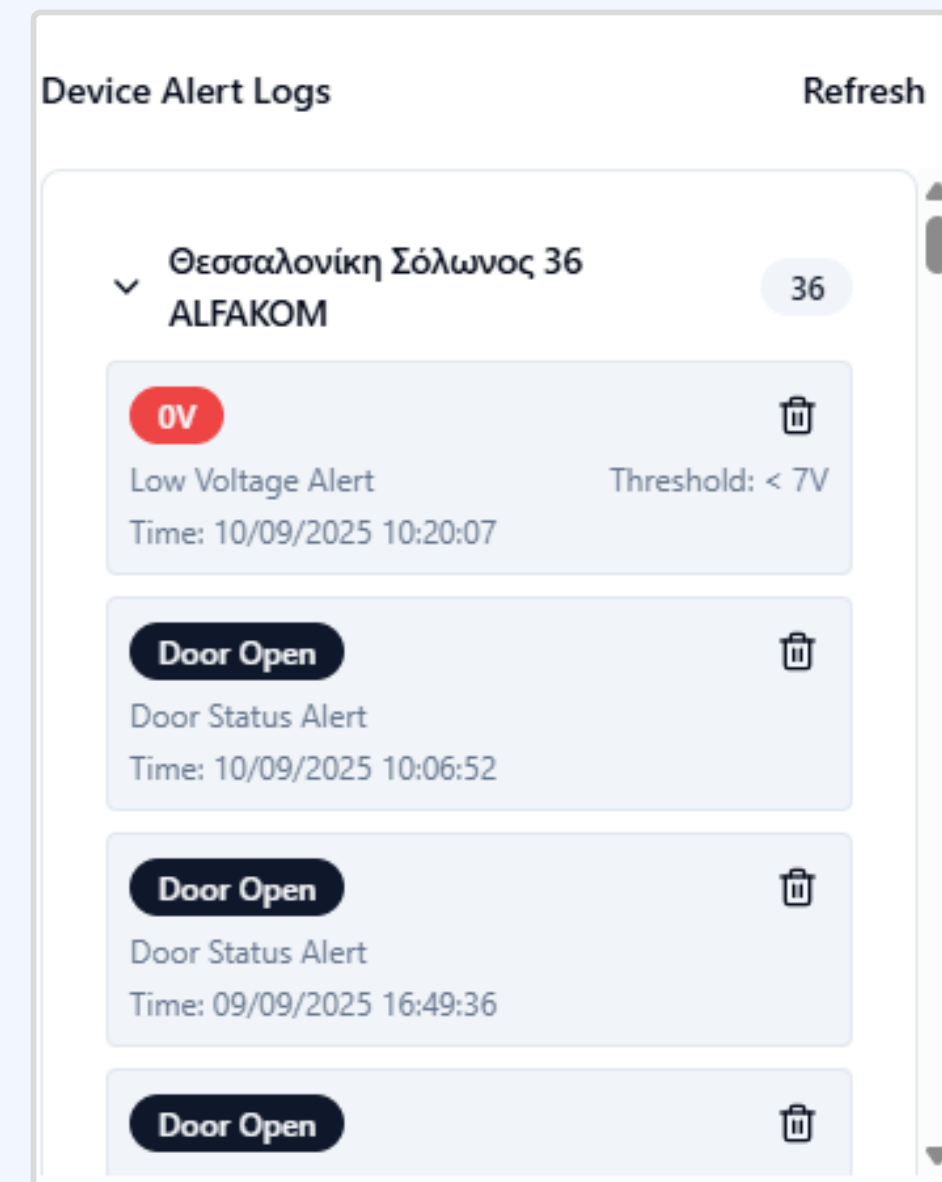 Device Alert Logs Refresh
Θεσσαλονίκη Σόλωνος 36
ALFAKOM
36
0V
Low Voltage Alert Threshold: < 7V
Time: 10/09/2025 10:20:07
Door Open
Door Status Alert
Time: 10/09/2025 10:06:52
Door Open
Door Status Alert
Time: 09/09/2025 16:49:36
Door Open